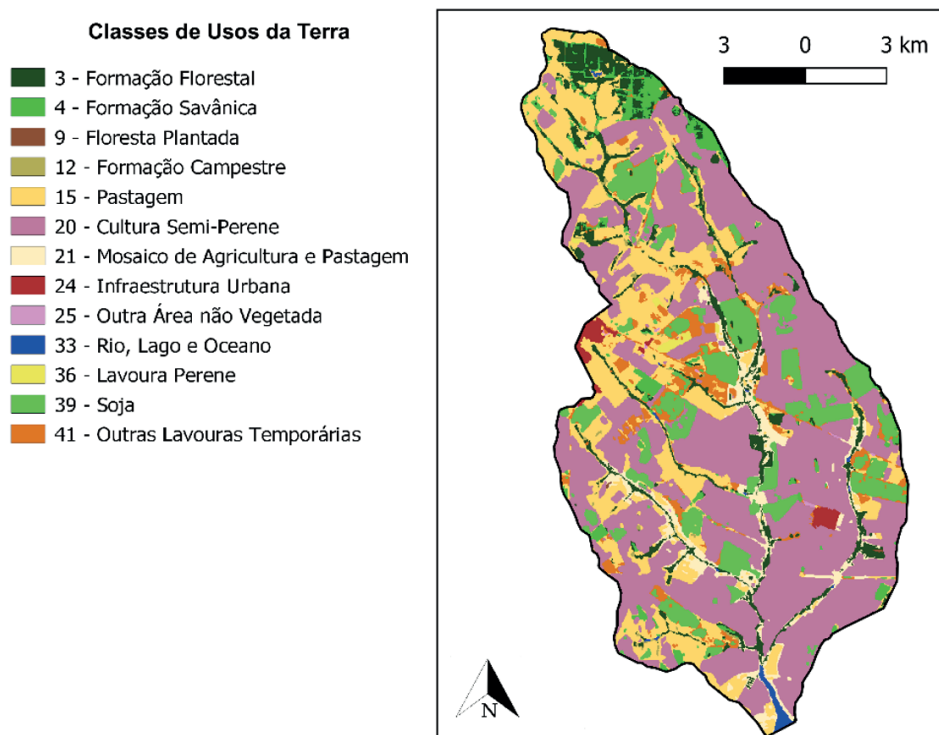 Classes de Usos da Terra
3 - Formação Florestal
4 - Formação Savânica
9 - Floresta Plantada
12 - Formação Campestre
15 - Pastagem
20 - Cultura Semi-Perene
21 - Mosaico de Agricultura e Pastagem
24 - Infraestrutura Urbana
25 - Outra Área não Vegetada
33 - Rio, Lago e Oceano
36 - Lavoura Perene
39 - Soja
41 - Outras Lavouras Temporárias
3 0 3 km
N